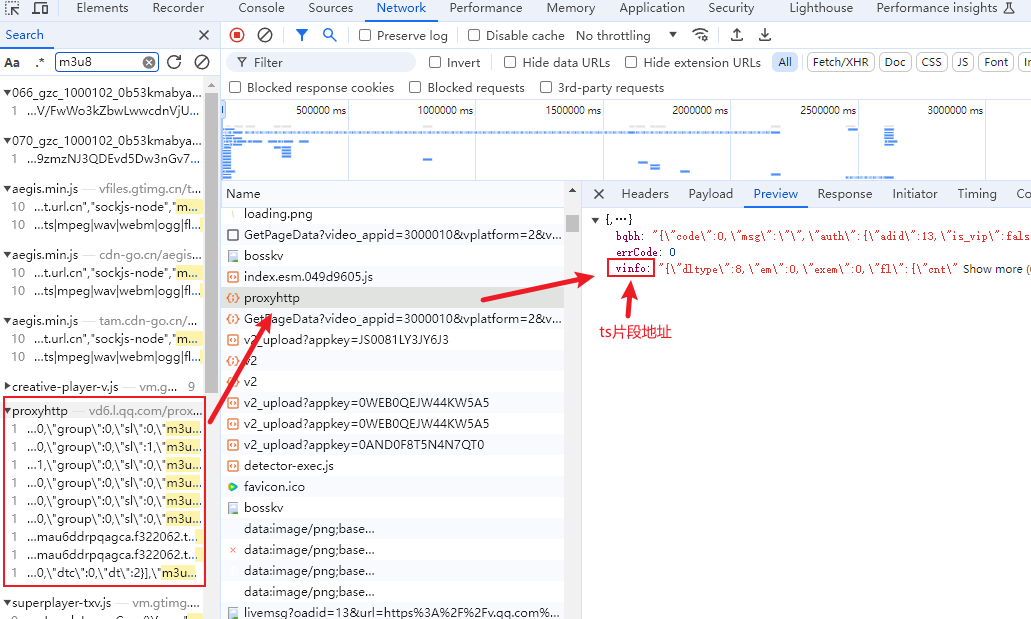 Elements Recorder Console Sources Network Performance Memory Application Security Lighthouse Performance insights
Search
Preserve log Disable cache No throttling
Aa .* m3u8
Filter Invert Hide data URLs Hide extension URLs All Fetch/XHR Doc CSS JS Font
Blocked response cookies Blocked requests 3rd-party requests
066_gzc_1000102_0b53kmabya...
1 ...V/FwWo3kZbwLwwcdnVjU...
070_gzc_1000102_0b53kmabya...
1 ...9zmzNJ3QDEvd5Dw3nGv7...
aegis.min.js — vfiles.gtimg.cn/t...
10 ...t.url.cn","sockjs-node","m...
10 ...ts|mpeg|wav|webm|ogg|fl...
aegis.min.js — cdn-go.cn/aegis...
10 ...t.url.cn","sockjs-node","m...
10 ...ts|mpeg|wav|webm|ogg|fl...
aegis.min.js — tam.cdn-go.cn/...
10 ...t.url.cn","sockjs-node","m...
10 ...ts|mpeg|wav|webm|ogg|fl...
creative-player-v.js — vm.g... 9
proxyhttp — vd6.l.qq.com/prox...
1 ...0,\"group\":0,\"sl\":0,\"m3u...
1 ...0,\"group\":0,\"sl\":1,\"m3u...
1 ...1,\"group\":0,\"sl\":0,\"m3u...
1 ...0,\"group\":0,\"sl\":0,\"m3u...
1 ...0,\"group\":0,\"sl\":0,\"m3u...
1 ...0,\"group\":0,\"sl\":0,\"m3u...
1 ...mau6ddrpqagca.f322062.t...
1 ...mau6ddrpqagca.f322062.t...
1 ...0,\"dtc\":0,\"dt\":2}],\"m3u...
superplayer-txv.js — vm.gtimg....
500000 ms 1000000 ms 1500000 ms 2000000 ms 2500000 ms 3000000 ms
Name
loading.png
GetPageData?video_appid=3000010&vplatform=2&v...
bosskv
index.esm.049d9605.js
proxyhttp
GetPageData?video_appid=3000010&vplatform=2&v...
v2_upload?appkey=JS0081LY3JY6J3
v2
v2
v2_upload?appkey=0WEB0QEJW44KW5A5
v2_upload?appkey=0WEB0QEJW44KW5A5
v2_upload?appkey=0AND0F8T5N4N7QT0
detector-exec.js
favicon.ico
bosskv
data:image/png;base...
data:image/png;base...
data:image/png;base...
data:image/png;base...
livemsg?oadid=13&url=https%3A%2F%2Fv.qq.com%...
Headers Payload Preview Response Initiator Timing Co
{,…}
bqbh: "{\"code\":0,\"msg\":\"\",\"auth\":{\"adid\":13,\"is_vip\":fals
errCode: 0
vinfo: "{\"dltype\":8,\"em\":0,\"exem\":0,\"fl\":{\"cnt\" Show more (
ts片段地址